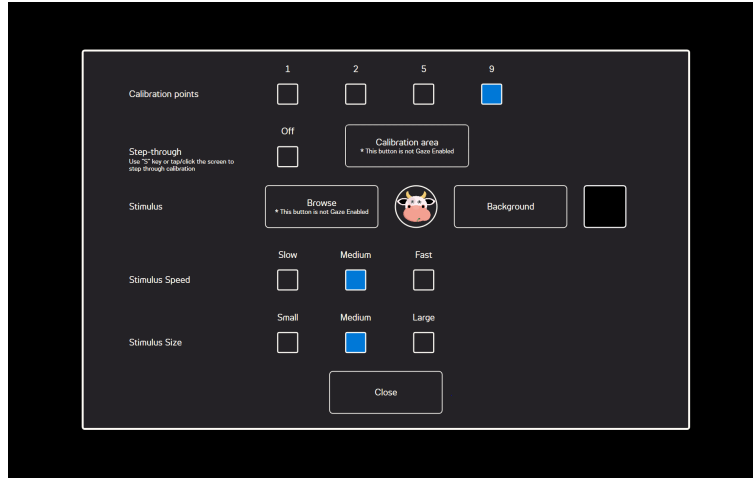 1 2 5 9
Calibration points
Off
Calibration area
* This button is not Gaze Enabled
Step-through
Use "S" key or tap/click the screen to
step through calibration
Stimulus
Browse
* This button is not Gaze Enabled
Background
Slow Medium Fast
Stimulus Speed
Small Medium Large
Stimulus Size
Close